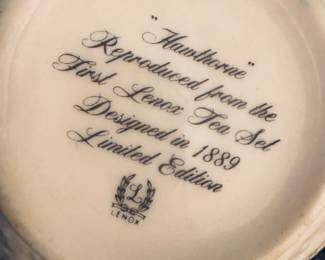 "Hawthorne"
Reproduced from the
First Lenox Tea Set
Designed in 1889
Limited Edition
L
LENOX